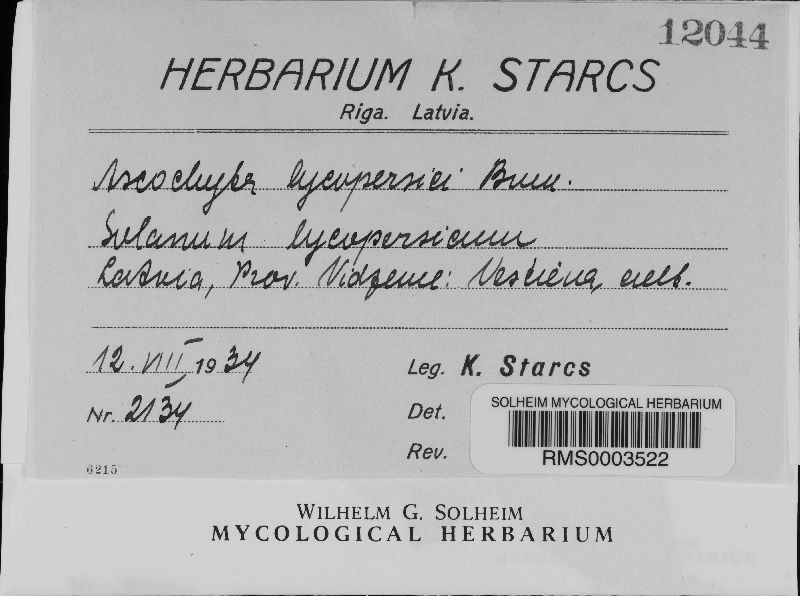 12044
HERBARIUM K. STARCS
Riga. Latvia.
Ascochyta lycopersici Brun.
Solanum lycopersicum
Latvia, Prov. Vidzeme: Vestiena, cult.
12. VIII 1934
Leg. K. Starcs
Nr. 2134
Det.
Rev.
SOLHEIM MYCOLOGICAL HERBARIUM
RMS0003522
6215
WILHELM G. SOLHEIM
MYCOLOGICAL HERBARIUM